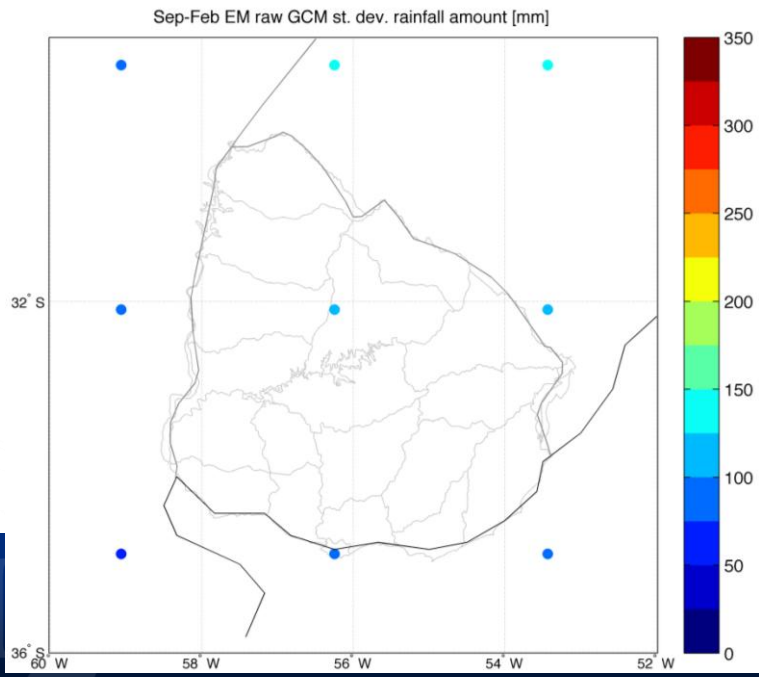 Sep-Feb EM raw GCM st. dev. rainfall amount [mm]
350
300
250
32° S
200
150
100
50
36° S
0
60° W
58° W
56° W
54° W
52° W